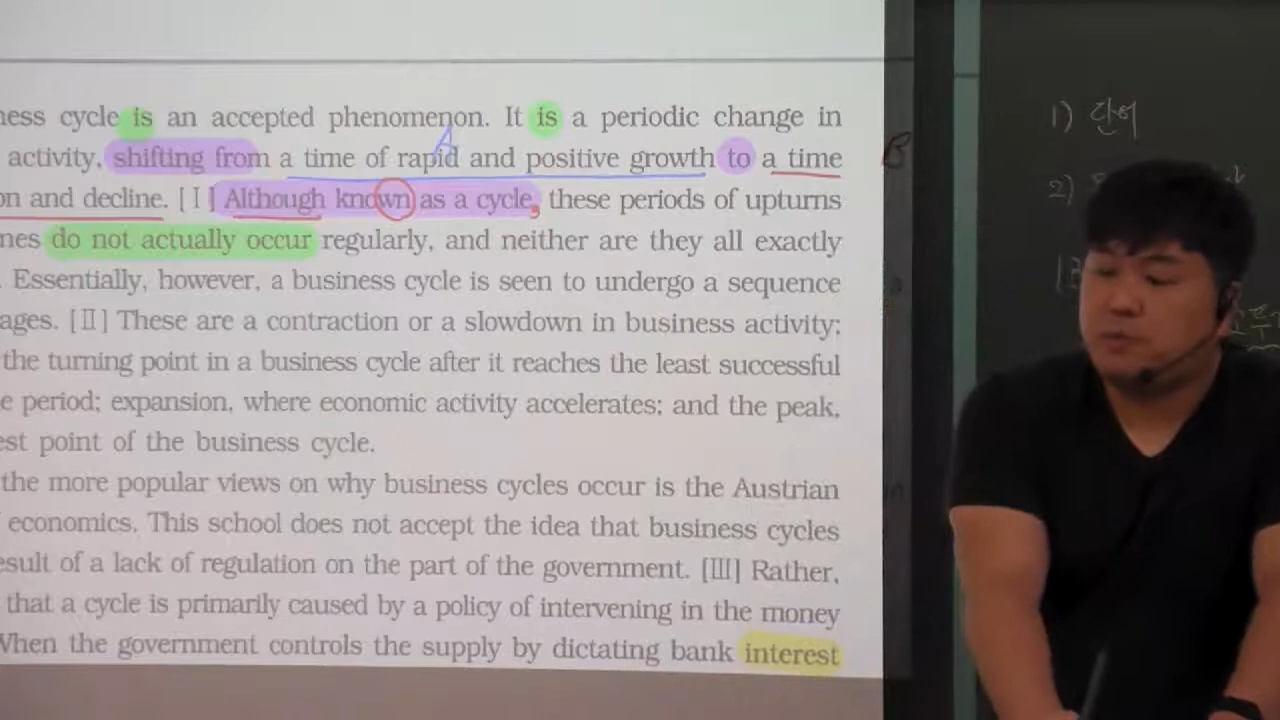 ness cycle is an accepted phenomenon. It is a periodic change in
activity, shifting from a time of rapid and positive growth to a time
on and decline. [Ⅰ] Although known as a cycle, these periods of upturns
nes do not actually occur regularly, and neither are they all exactly
. Essentially, however, a business cycle is seen to undergo a sequence
ages. [Ⅱ] These are a contraction or a slowdown in business activity;
the turning point in a business cycle after it reaches the least successful
e period; expansion, where economic activity accelerates; and the peak,
est point of the business cycle.
the more popular views on why business cycles occur is the Austrian
economics. This school does not accept the idea that business cycles
esult of a lack of regulation on the part of the government. [Ⅲ] Rather,
that a cycle is primarily caused by a policy of intervening in the money
When the government controls the supply by dictating bank interest
A
B
1) 단어
2)